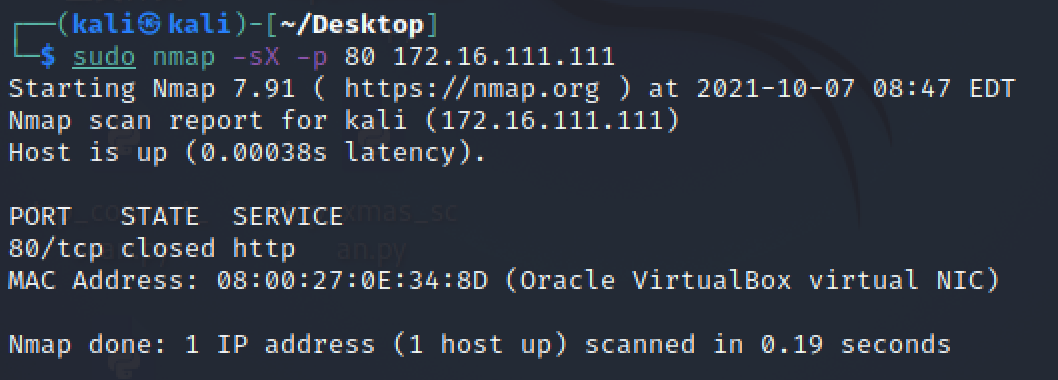 ┌──(kali㉿kali)-[~/Desktop]
└─$ sudo nmap -sX -p 80 172.16.111.111
Starting Nmap 7.91 ( https://nmap.org ) at 2021-10-07 08:47 EDT
Nmap scan report for kali (172.16.111.111)
Host is up (0.00038s latency).
PORT   STATE  SERVICE
xmas_sc
80/tcp closed http
an.py
MAC Address: 08:00:27:0E:34:8D (Oracle VirtualBox virtual NIC)
Nmap done: 1 IP address (1 host up) scanned in 0.19 seconds